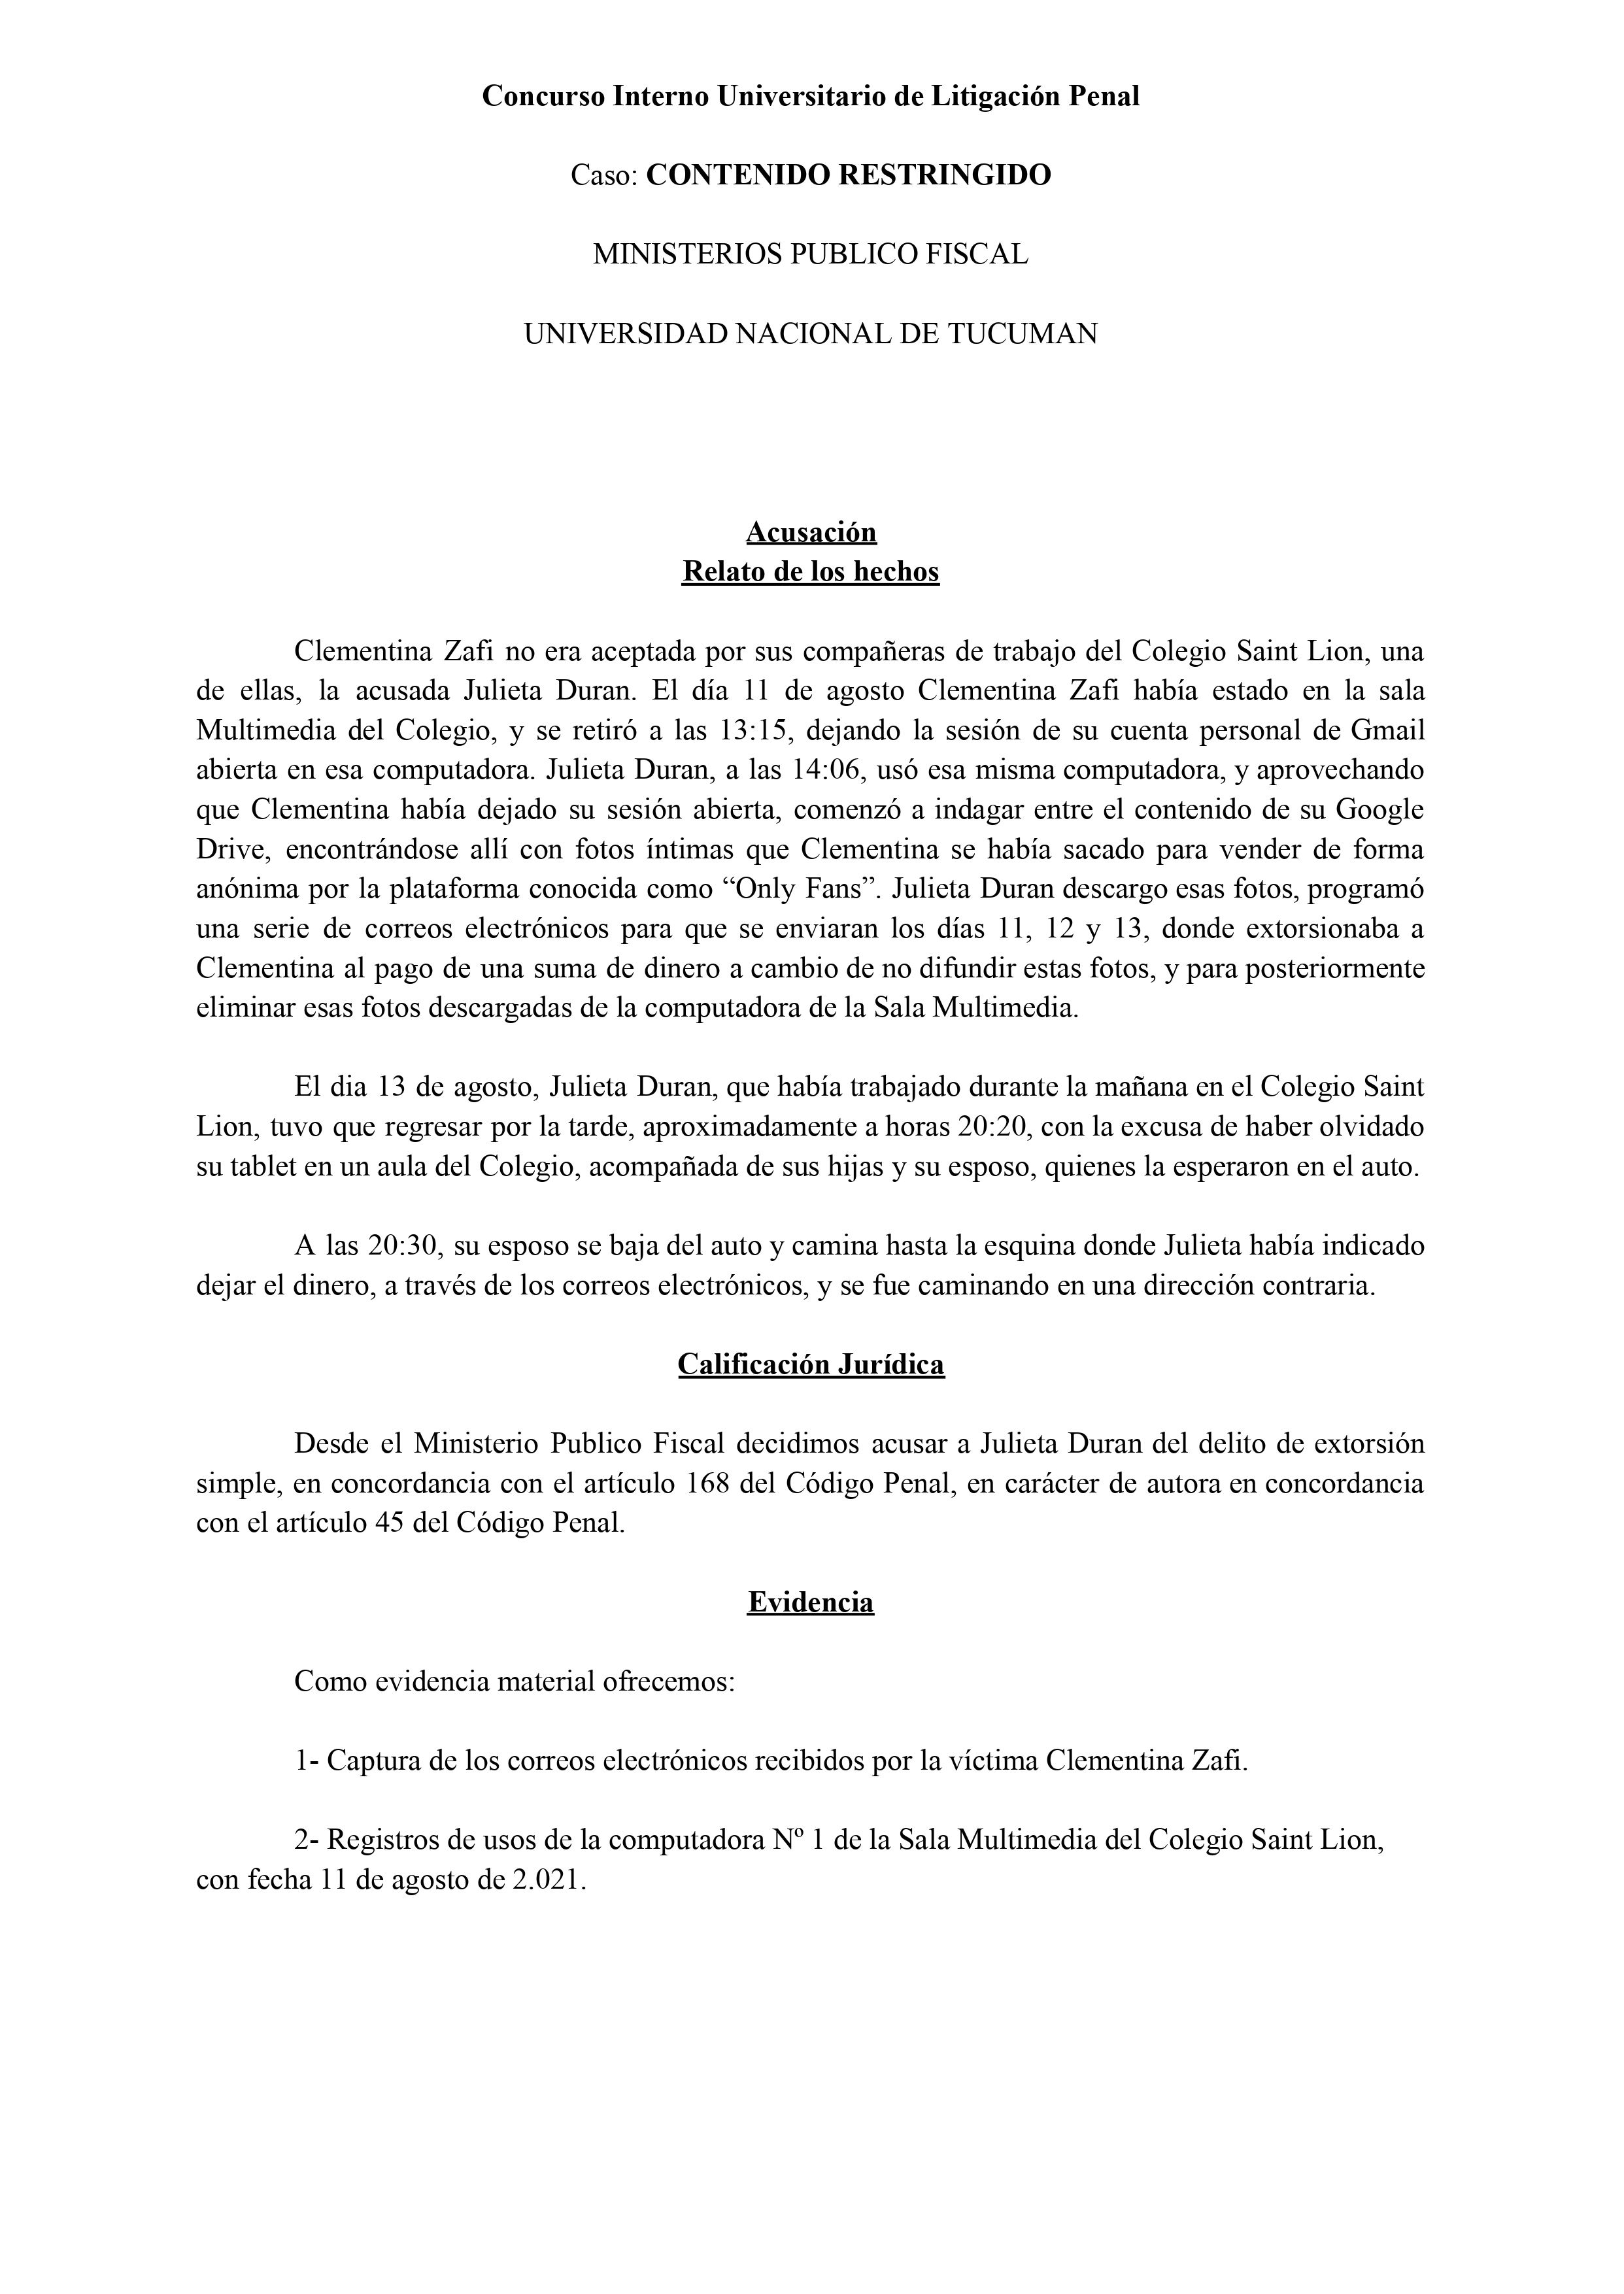 Concurso Interno Universitario de Litigación Penal
Caso: CONTENIDO RESTRINGIDO
MINISTERIOS PUBLICO FISCAL
UNIVERSIDAD NACIONAL DE TUCUMAN
Acusación
Relato de los hechos
Clementina Zafi no era aceptada por sus compañeras de trabajo del Colegio Saint Lion, una
de ellas, la acusada Julieta Duran. El día 11 de agosto Clementina Zafi había estado en la sala
Multimedia del Colegio, y se retiró a las 13:15, dejando la sesión de su cuenta personal de Gmail
abierta en esa computadora. Julieta Duran, a las 14:06, usó esa misma computadora, y aprovechando
que Clementina había dejado su sesión abierta, comenzó a indagar entre el contenido de su Google
Drive, encontrándose allí con fotos íntimas que Clementina se había sacado para vender de forma
anónima por la plataforma conocida como “Only Fans”. Julieta Duran descargo esas fotos, programó
una serie de correos electrónicos para que se enviaran los días 11, 12 y 13, donde extorsionaba a
Clementina al pago de una suma de dinero a cambio de no difundir estas fotos, y para posteriormente
eliminar esas fotos descargadas de la computadora de la Sala Multimedia.
El dia 13 de agosto, Julieta Duran, que había trabajado durante la mañana en el Colegio Saint
Lion, tuvo que regresar por la tarde, aproximadamente a horas 20:20, con la excusa de haber olvidado
su tablet en un aula del Colegio, acompañada de sus hijas y su esposo, quienes la esperaron en el auto.
A las 20:30, su esposo se baja del auto y camina hasta la esquina donde Julieta había indicado
dejar el dinero, a través de los correos electrónicos, y se fue caminando en una dirección contraria.
Calificación Jurídica
Desde el Ministerio Publico Fiscal decidimos acusar a Julieta Duran del delito de extorsión
simple, en concordancia con el artículo 168 del Código Penal, en carácter de autora en concordancia
con el artículo 45 del Código Penal.
Evidencia
Como evidencia material ofrecemos:
1- Captura de los correos electrónicos recibidos por la víctima Clementina Zafi.
2- Registros de usos de la computadora Nº 1 de la Sala Multimedia del Colegio Saint Lion,
con fecha 11 de agosto de 2.021.